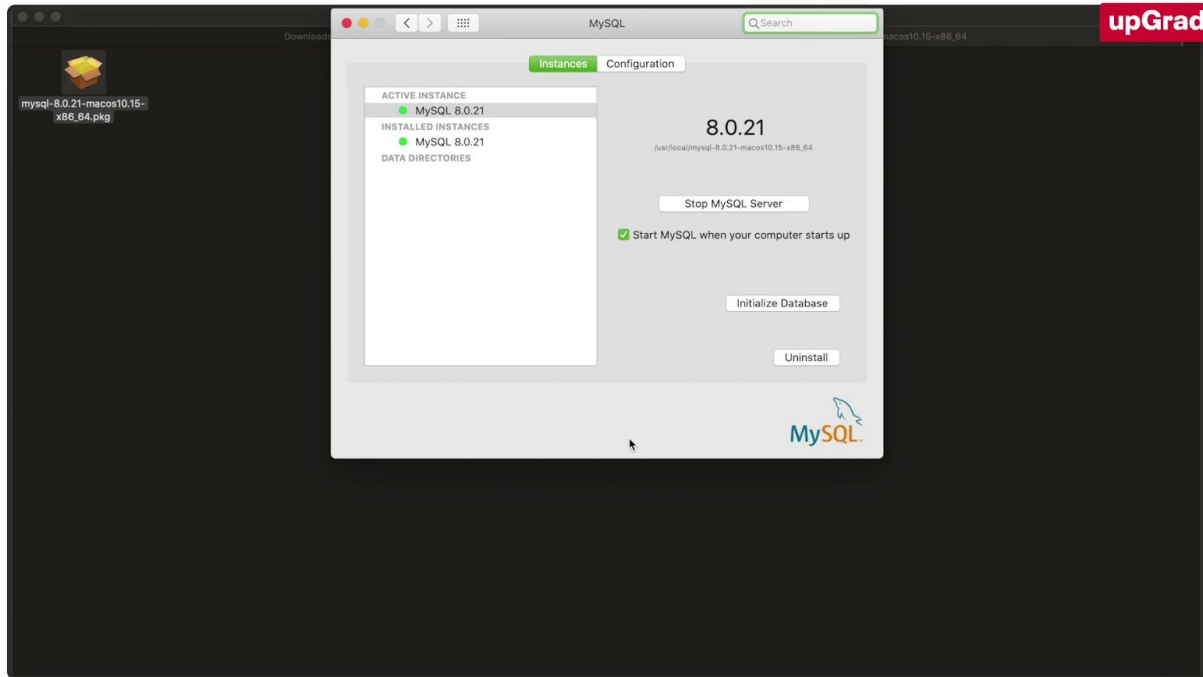 MySQL
Search
upGrad
Downloads
macos10.15-x86_64
mysql-8.0.21-macos10.15-
x86_64.pkg
Instances
Configuration
ACTIVE INSTANCE
MySQL 8.0.21
INSTALLED INSTANCES
MySQL 8.0.21
DATA DIRECTORIES
8.0.21
/usr/local/mysql-8.0.21-macos10.15-x86_64
Stop MySQL Server
Start MySQL when your computer starts up
Initialize Database
Uninstall
MySQL